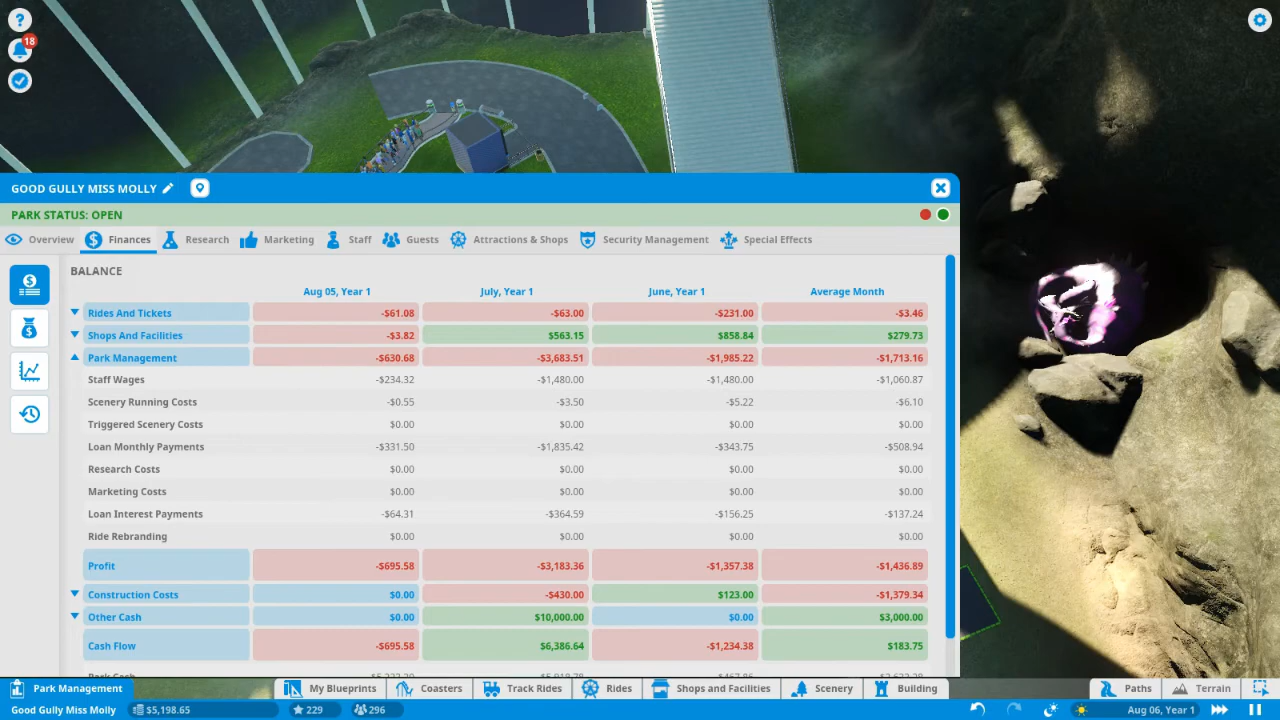 ?
18
GOOD GULLY MISS MOLLY
PARK STATUS: OPEN
Overview Finances Research Marketing Staff Guests Attractions & Shops Security Management Special Effects
BALANCE
Aug 05, Year 1 July, Year 1 June, Year 1 Average Month
Rides And Tickets -$61.08 -$63.00 -$231.00 -$3.46
Shops And Facilities -$3.82 $563.15 $858.84 $279.73
Park Management -$630.68 -$3,683.51 -$1,985.22 -$1,713.16
Staff Wages -$234.32 -$1,480.00 -$1,480.00 -$1,060.87
Scenery Running Costs -$0.55 -$3.50 -$5.22 -$6.10
Triggered Scenery Costs $0.00 $0.00 $0.00 $0.00
Loan Monthly Payments -$331.50 -$1,835.42 -$343.75 -$508.94
Research Costs $0.00 $0.00 $0.00 $0.00
Marketing Costs $0.00 $0.00 $0.00 $0.00
Loan Interest Payments -$64.31 -$364.59 -$156.25 -$137.24
Ride Rebranding $0.00 $0.00 $0.00 $0.00
Profit -$695.58 -$3,183.36 -$1,357.38 -$1,436.89
Construction Costs $0.00 -$430.00 $123.00 -$1,379.34
Other Cash $0.00 $10,000.00 $0.00 $3,000.00
Cash Flow -$695.58 $6,386.64 -$1,234.38 $183.75
Park Management My Blueprints Coasters Track Rides Rides Shops and Facilities Scenery Building Paths Terrain
Good Gully Miss Molly $5,198.65 229 296 Aug 06, Year 1